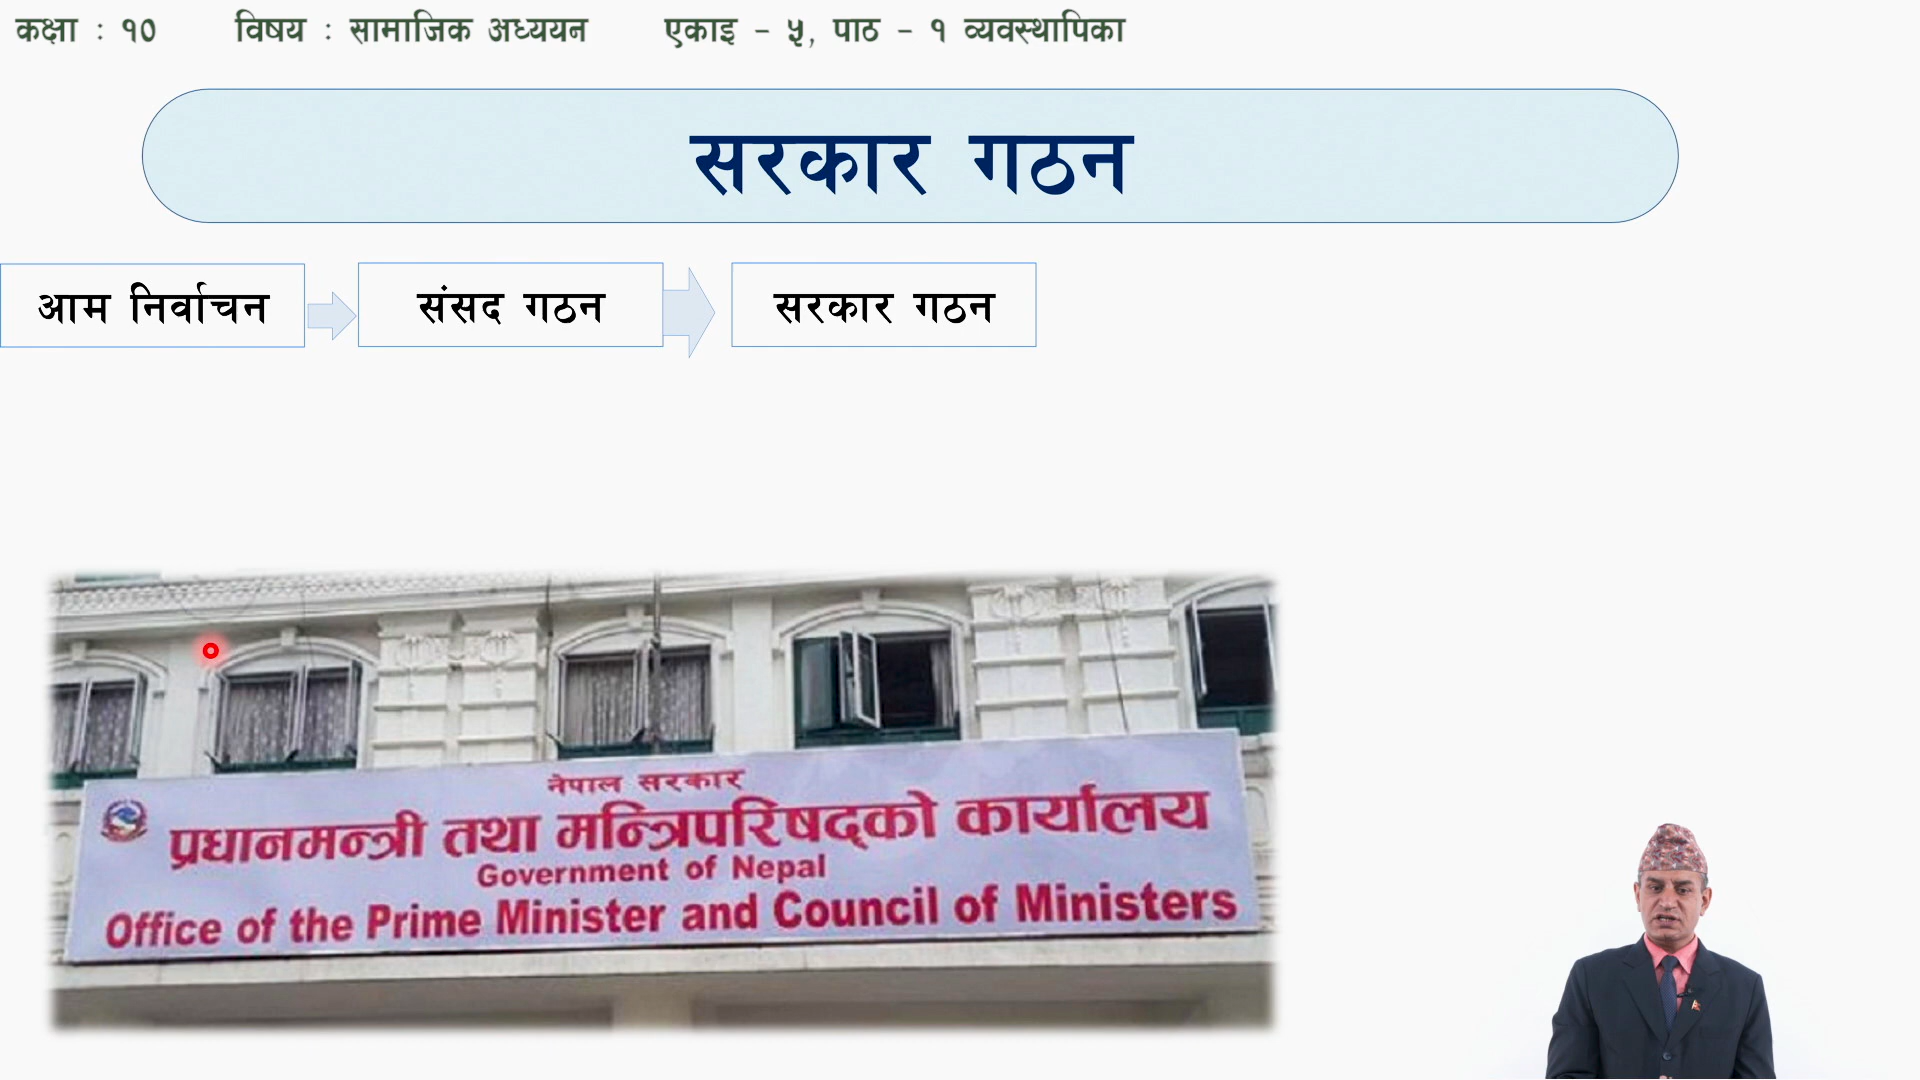 कक्षा : १० विषय : सामाजिक अध्ययन एकाइ - ५, पाठ - १ व्यवस्थापिका
सरकार गठन
आम निर्वाचन संसद गठन सरकार गठन
नेपाल सरकार
प्रधानमन्त्री तथा मन्त्रिपरिषद्को कार्यालय
Government of Nepal
Office of the Prime Minister and Council of Ministers